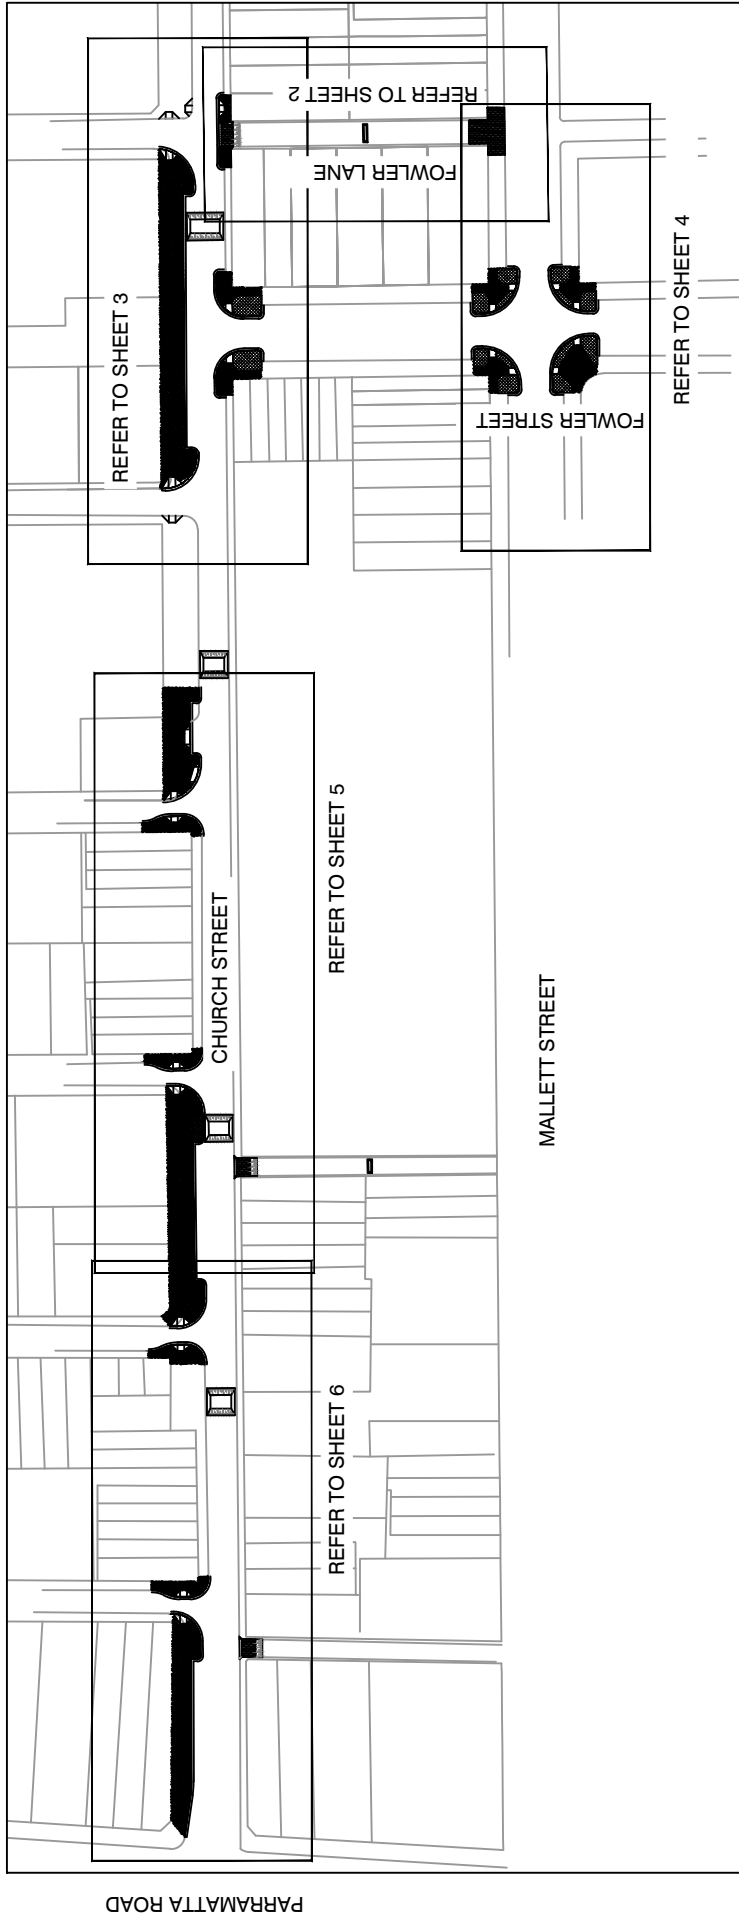 REFER TO SHEET 2
FOWLER LANE
REFER TO SHEET 3
REFER TO SHEET 4
FOWLER STREET
REFER TO SHEET 5
CHURCH STREET
MALLETT STREET
REFER TO SHEET 6
PARRAMATTA ROAD